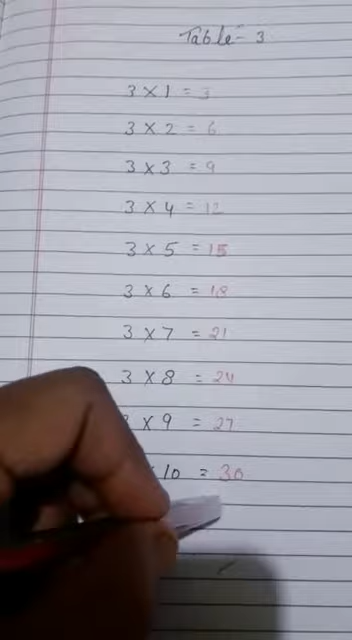 Table - 3
3 × 1 = 3
3 × 2 = 6
3 × 3 = 9
3 × 4 = 12
3 × 5 = 15
3 × 6 = 18
3 × 7 = 21
3 × 8 = 24
3 × 9 = 27
× 10 = 30